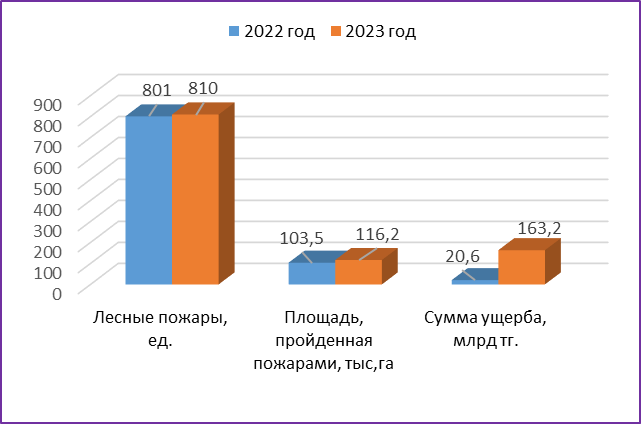 2022 год 2023 год
801 810
103,5 116,2
20,6 163,2
900
800
700
600
500
400
300
200
100
0
Лесные пожары,
ед.
Площадь,
пройденная
пожарами, тыс,га
Сумма ущерба,
млрд тг.